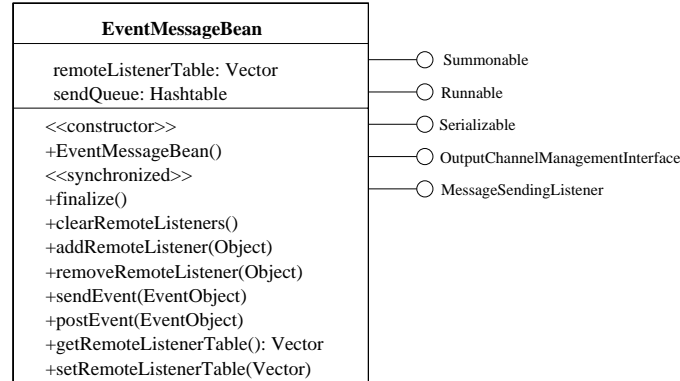 EventMessageBean
remoteListenerTable: Vector
sendQueue: Hashtable
<<constructor>>
+EventMessageBean()
<<synchronized>>
+finalize()
+clearRemoteListeners()
+addRemoteListener(Object)
+removeRemoteListener(Object)
+sendEvent(EventObject)
+postEvent(EventObject)
+getRemoteListenerTable(): Vector
+setRemoteListenerTable(Vector)
Summonable
Runnable
Serializable
OutputChannelManagementInterface
MessageSendingListener